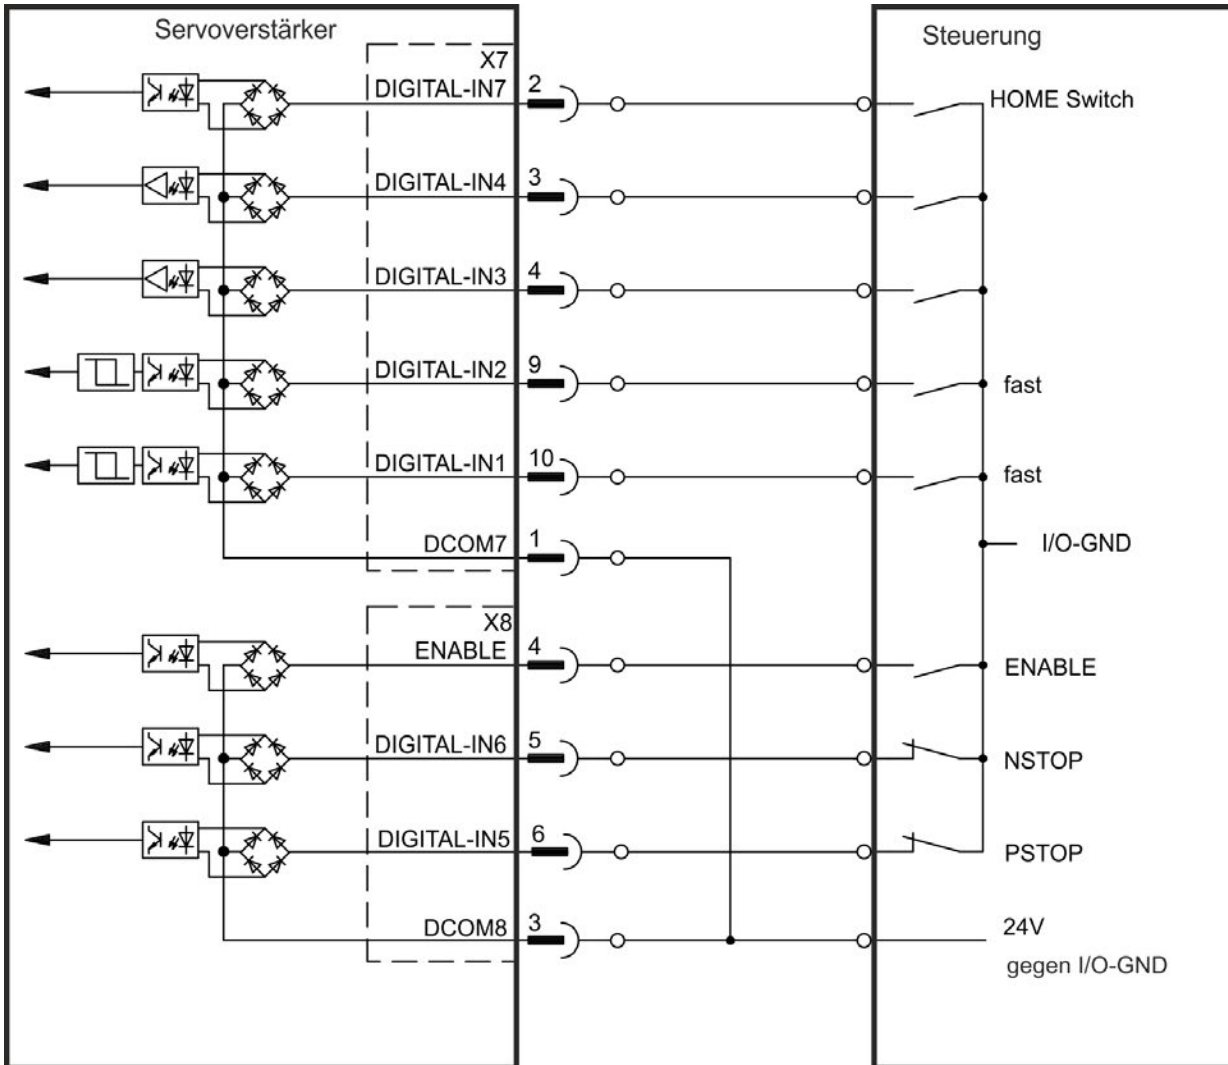 Servoverstärker
Steuerung
X7
DIGITAL-IN7 2 HOME Switch
DIGITAL-IN4 3
DIGITAL-IN3 4
DIGITAL-IN2 9 fast
DIGITAL-IN1 10 fast
DCOM7 1 I/O-GND
X8
ENABLE 4 ENABLE
DIGITAL-IN6 5 NSTOP
DIGITAL-IN5 6 PSTOP
DCOM8 3 24V
gegen I/O-GND